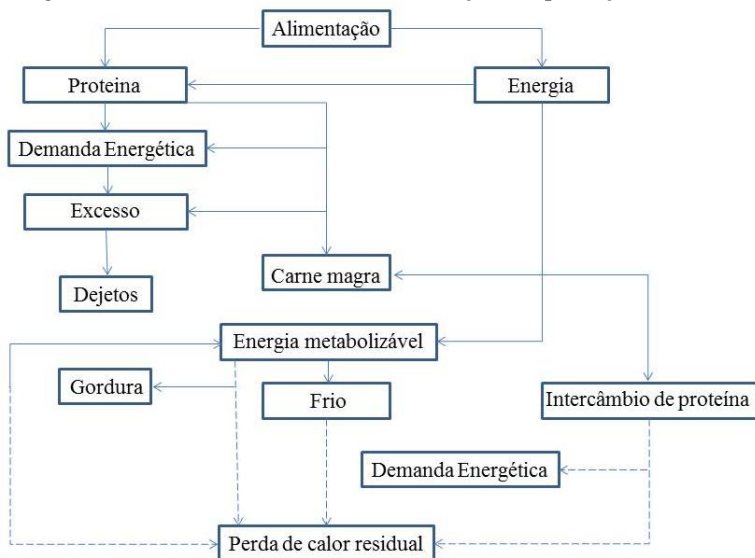 Alimentação
Proteina
Energia
Demanda Energética
Excesso
Carne magra
Dejetos
Energia metabolizável
Gordura
Frio
Intercâmbio de proteína
Demanda Energética
Perda de calor residual